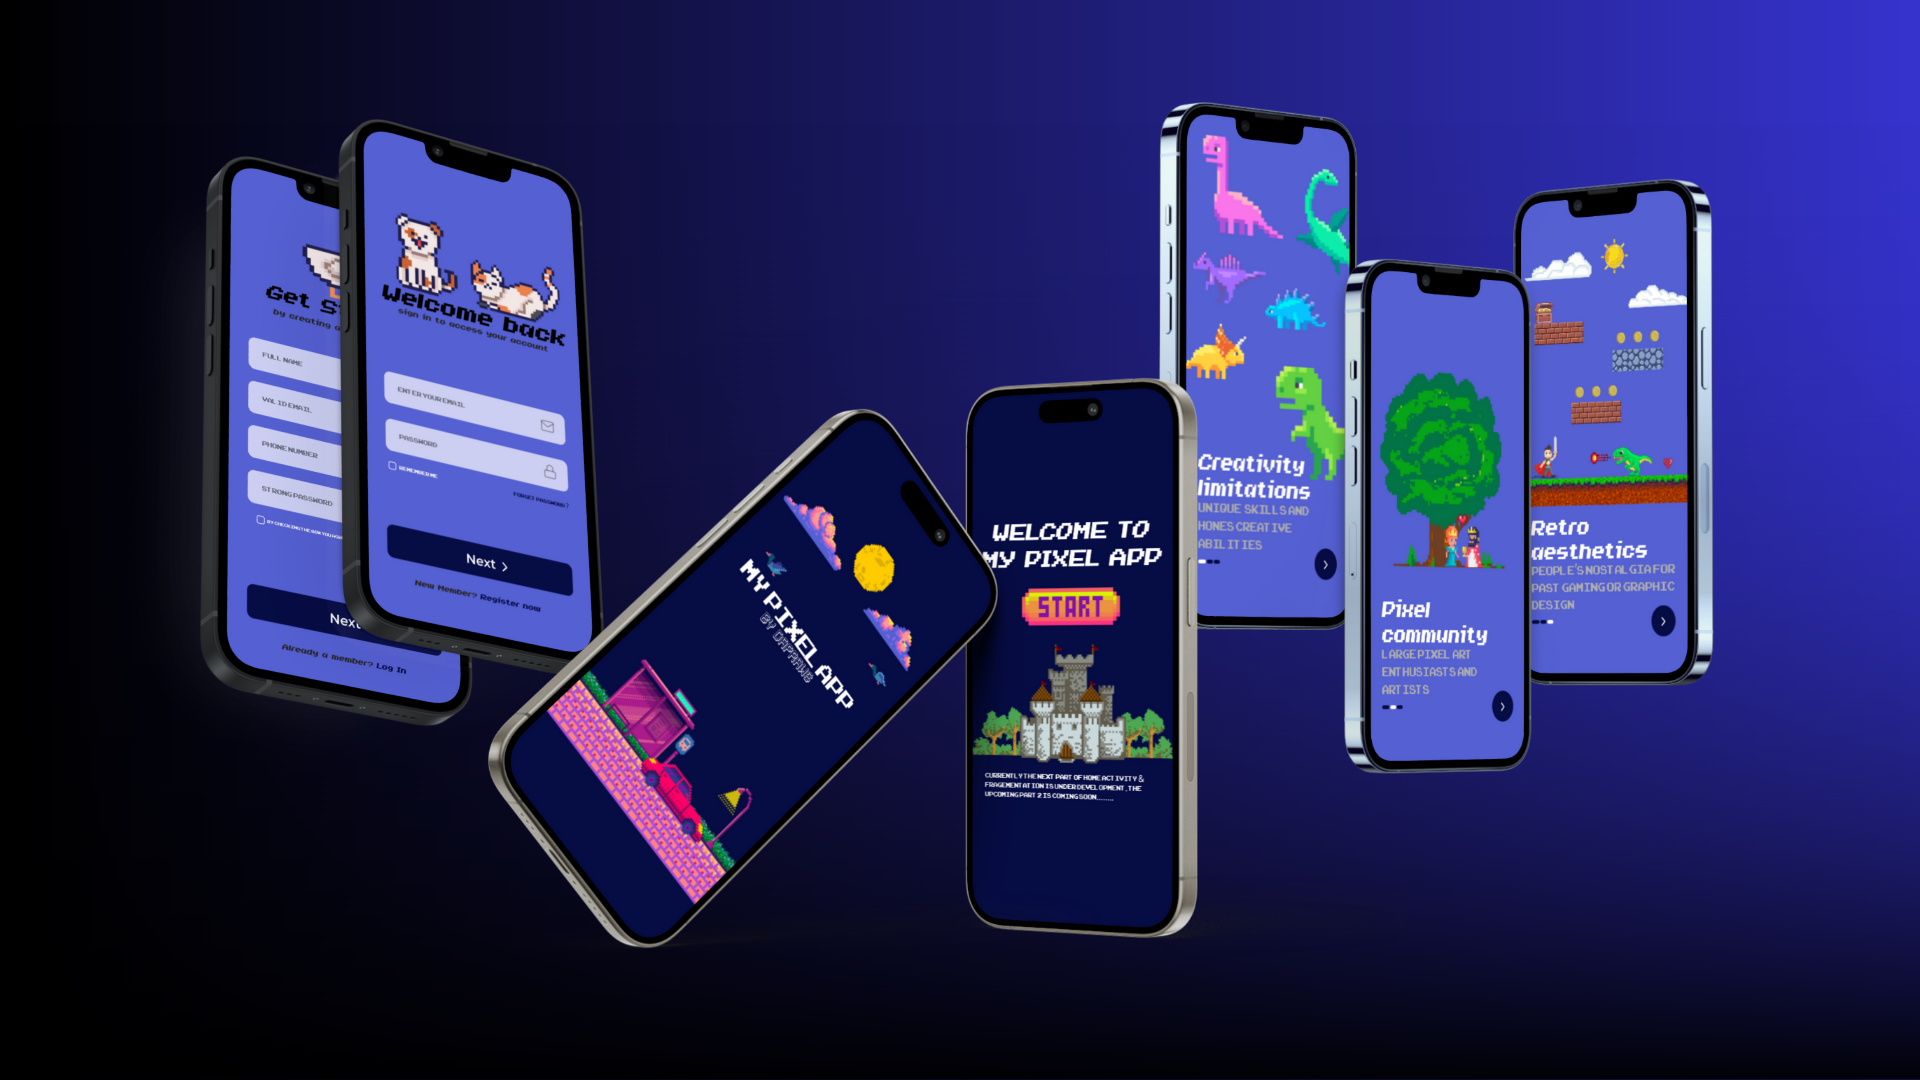 Get S
by creating a
FULL NAME
VALID EMAIL
PHONE NUMBER
STRONG PASSWORD
BY CHECKING THE BOX YOU
Next
Already a member? Log In
Welcome back
sign in to access your account
ENTER YOUR EMAIL
PASSWORD
REMEMBER ME
FORGET PASSWORD ?
Next >
New Member? Register now
MY PIXEL APP
BY DAPRANS
WELCOME TO
MY PIXEL APP
START
CURRENTLY THE NEXT PART OF HOME ACTIVITY &
FRAGEMENTATION IS UNDER DEVELOPMENT, THE
UPCOMING PART 2 IS COMING SOON........
Creativity
limitations
UNIQUE SKILLS AND
HONES CREATIVE
ABILITIES
Pixel
community
LARGE PIXEL ART
ENTHUSIASTS AND
ARTISTS
Retro
aesthetics
PEOPLE'S NOSTALGIA FOR
PAST GAMING OR GRAPHIC
DESIGN